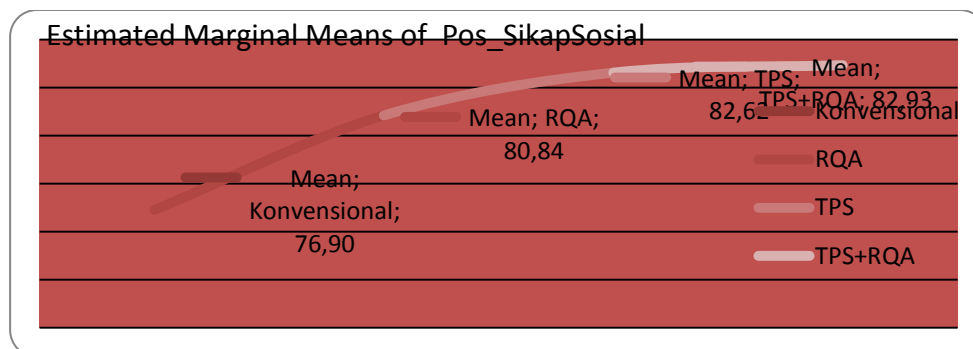 Estimated Marginal Means of Pos_SikapSosial
Mean;
Konvensional;
76,90
Mean; RQA;
80,84
Mean; TPS;
82,62
Mean;
TPS+RQA; 82,93
Konvensional
RQA
TPS
TPS+RQA